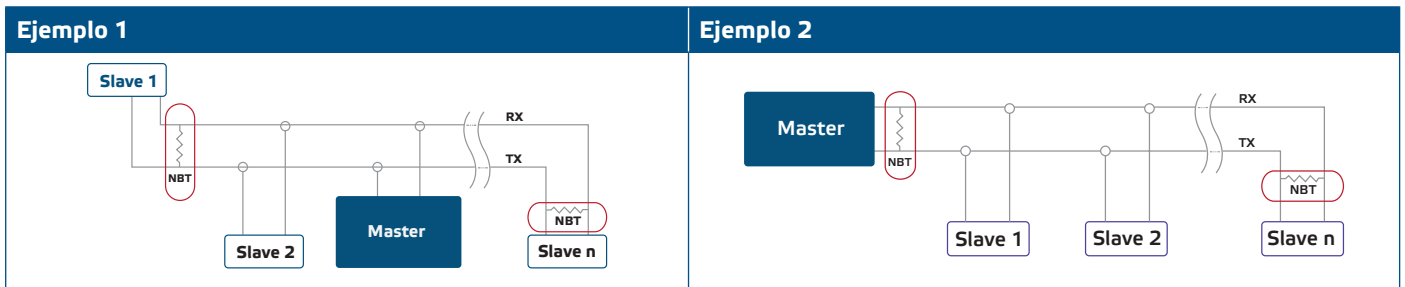 Ejemplo 1
Slave 1
RX
TX
NBT
NBT
Master
Slave 2
Slave n
Ejemplo 2
RX
Master
TX
NBT
NBT
Slave 1
Slave 2
Slave n